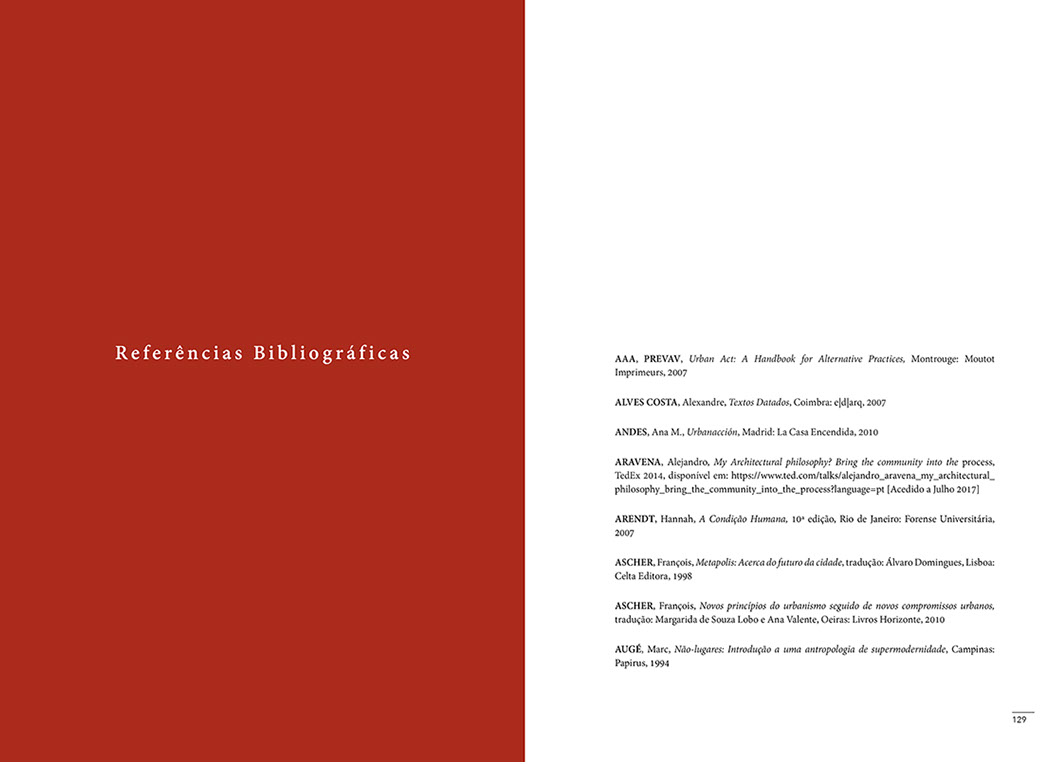 Referências Bibliográficas
AAA, PREVAV, Urban Act: A Handbook for Alternative Practices, Montrouge: Moutot
Imprimeurs, 2007
ALVES COSTA, Alexandre, Textos Datados, Coimbra: e|d|arq, 2007
ANDES, Ana M., Urbanacción, Madrid: La Casa Encendida, 2010
ARAVENA, Alejandro, My Architectural philosophy? Bring the community into the process,
TedEx 2014, disponível em: https://www.ted.com/talks/alejandro_aravena_my_architectural_
philosophy_bring_the_community_into_the_process?language=pt [Acedido a Julho 2017]
ARENDT, Hannah, A Condição Humana, 10ª edição, Rio de Janeiro: Forense Universitária,
2007
ASCHER, François, Metapolis: Acerca do futuro da cidade, tradução: Álvaro Domingues, Lisboa:
Celta Editora, 1998
ASCHER, François, Novos princípios do urbanismo seguido de novos compromissos urbanos,
tradução: Margarida de Souza Lobo e Ana Valente, Oeiras: Livros Horizonte, 2010
AUGÉ, Marc, Não-lugares: Introdução a uma antropologia de supermodernidade, Campinas:
Papirus, 1994
129